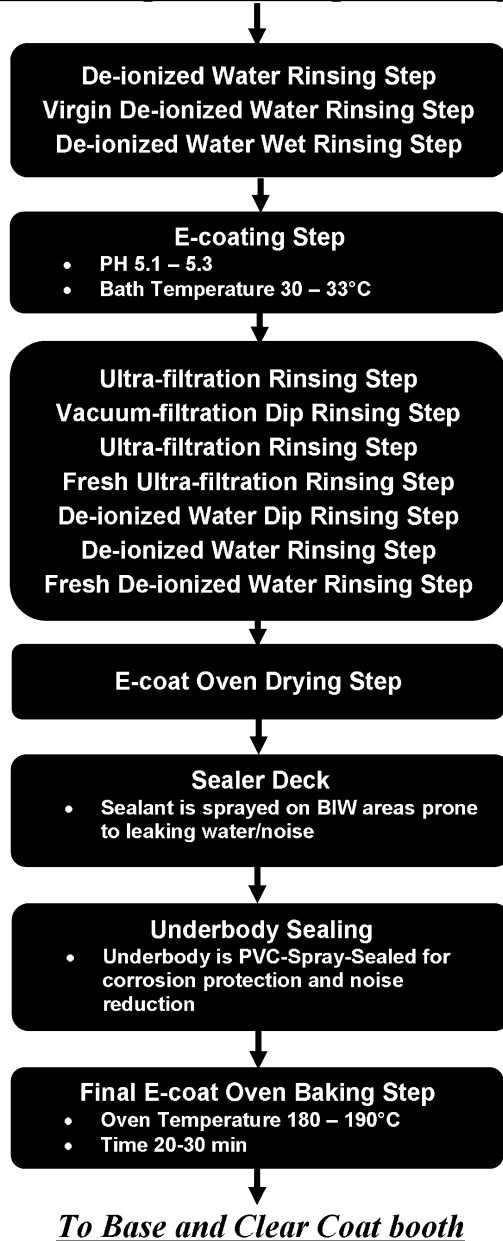 De-ionized Water Rinsing Step
Virgin De-ionized Water Rinsing Step
De-ionized Water Wet Rinsing Step
E-coating Step
• PH 5.1 – 5.3
• Bath Temperature 30 – 33°C
Ultra-filtration Rinsing Step
Vacuum-filtration Dip Rinsing Step
Ultra-filtration Rinsing Step
Fresh Ultra-filtration Rinsing Step
De-ionized Water Dip Rinsing Step
De-ionized Water Rinsing Step
Fresh De-ionized Water Rinsing Step
E-coat Oven Drying Step
Sealer Deck
• Sealant is sprayed on BIW areas prone
to leaking water/noise
Underbody Sealing
• Underbody is PVC-Spray-Sealed for
corrosion protection and noise
reduction
Final E-coat Oven Baking Step
• Oven Temperature 180 – 190°C
• Time 20-30 min
To Base and Clear Coat booth